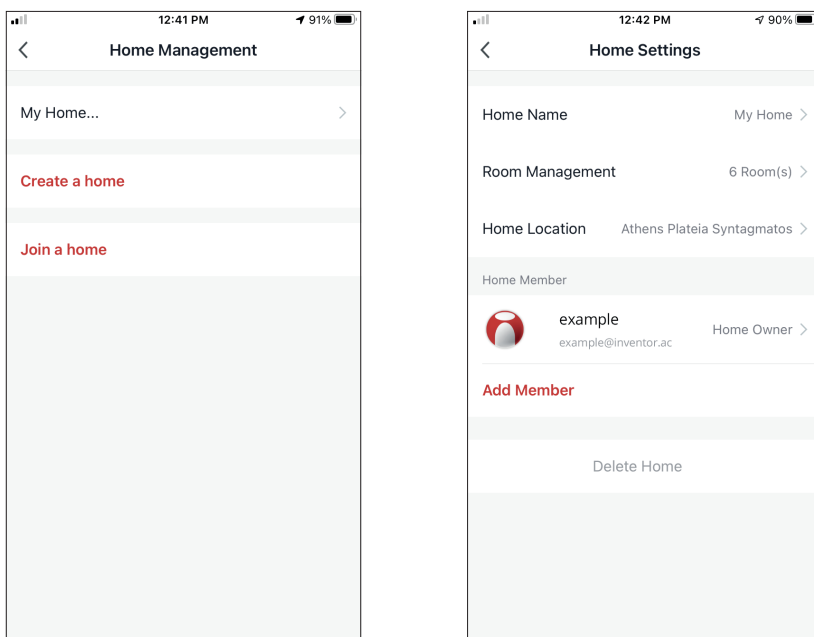 12:41 PM
91%
Home Management
My Home...
Create a home
Join a home
12:42 PM
90%
Home Settings
Home Name
My Home
Room Management
6 Room(s)
Home Location
Athens Plateia Syntagmatos
Home Member
example
example@inventor.ac
Home Owner
Add Member
Delete Home